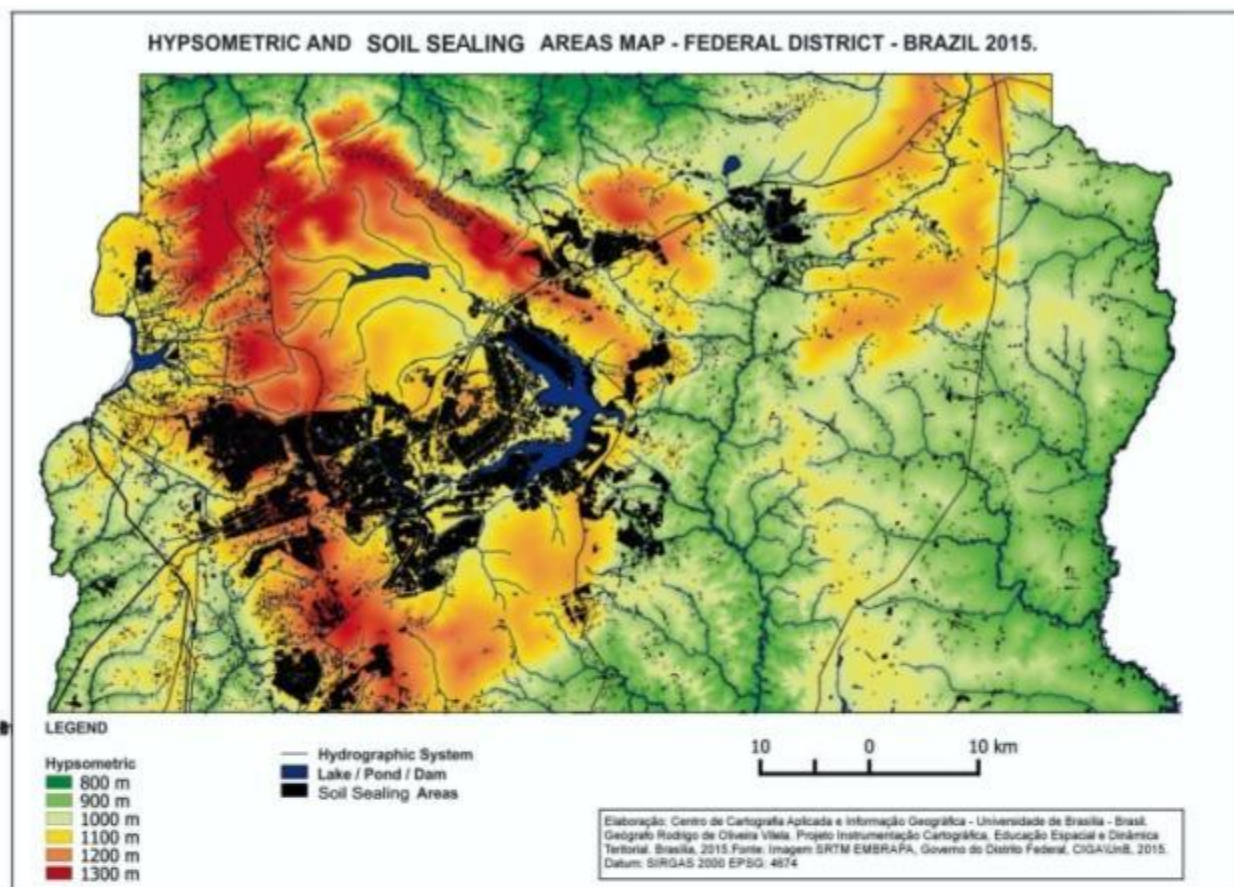 HYPSOMETRIC AND SOIL SEALING AREAS MAP - FEDERAL DISTRICT - BRAZIL 2015.
LEGEND
Hypsometric
800 m
900 m
1000 m
1100 m
1200 m
1300 m
Hydrographic System
Lake / Pond / Dam
Soil Sealing Areas
10 0 10 km
Elaboração: Centro de Cartografia Aplicada e Informação Geográfica - Universidade de Brasília - Brasil.
Geógrafo Rodrigo de Oliveira Vilela. Projeto Instrumentação Cartográfica, Educação Espacial e Dinâmica
Teritorial. Brasília, 2015.Fonte: Imagem SRTM EMBRAPA, Governo do Distrito Federal, CIGA\UnB, 2015.
Datum: SIRGAS 2000 EPSG: 4674